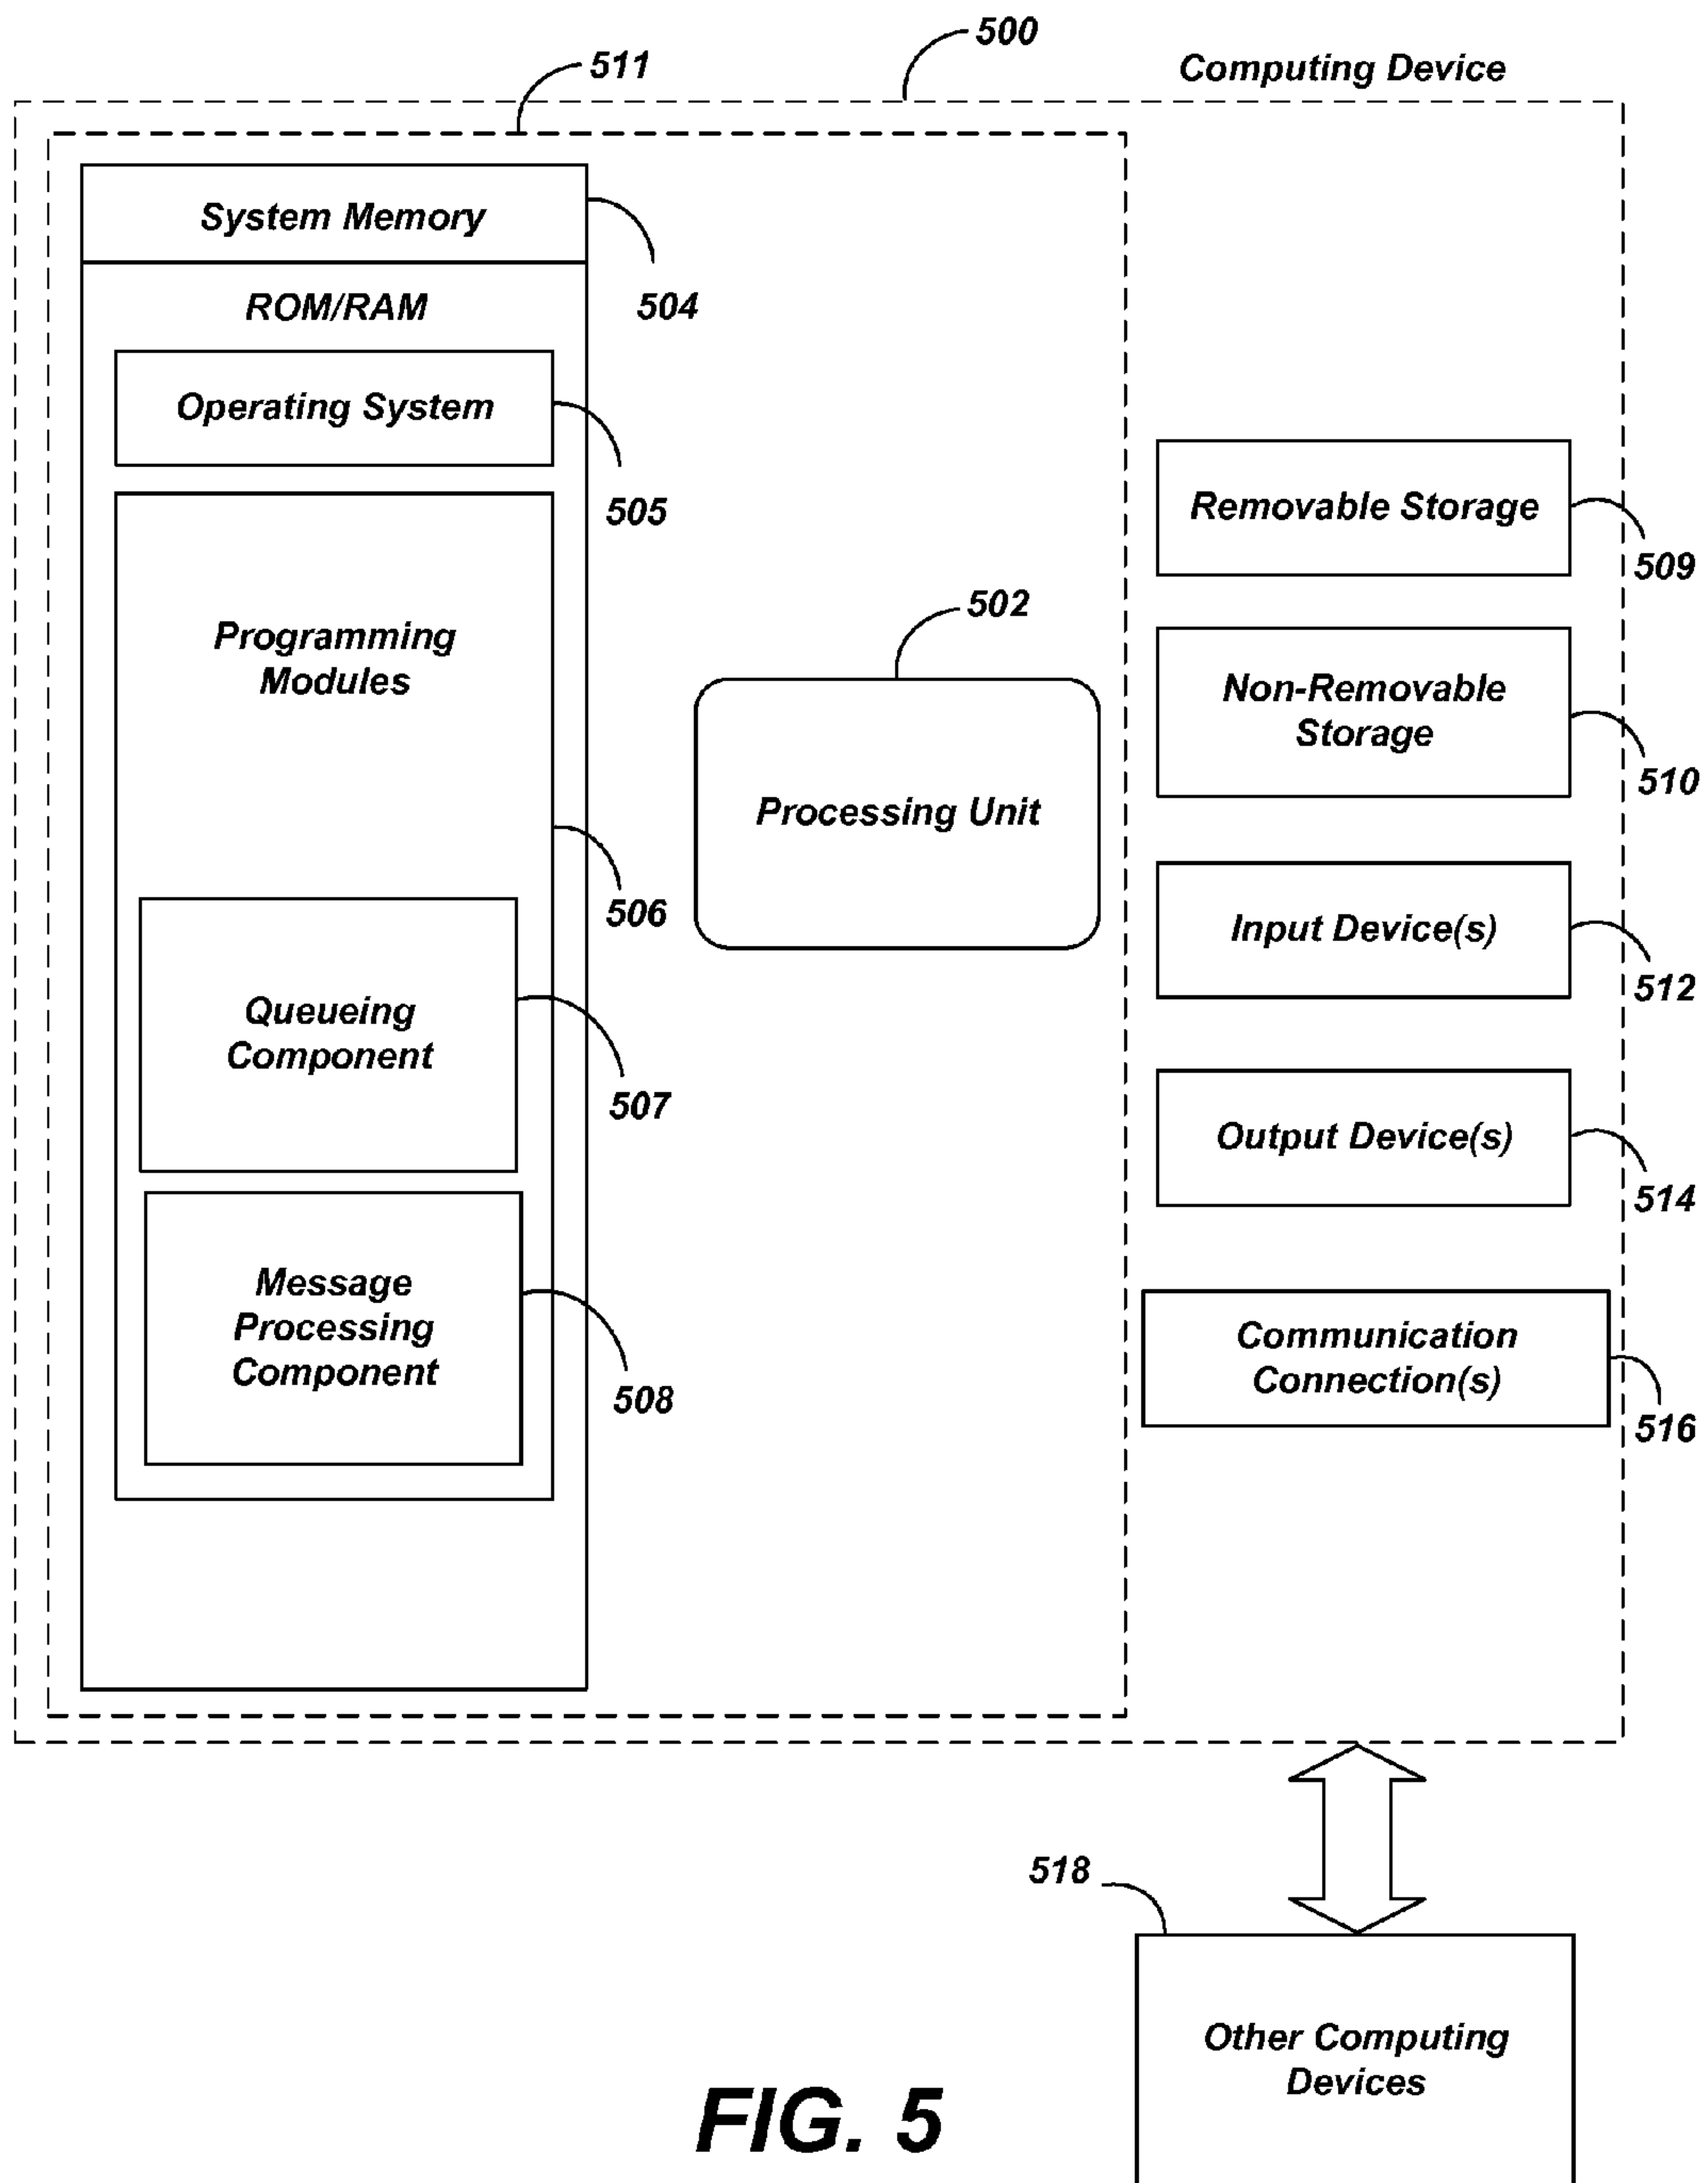 500
Computing Device
511
System Memory
504
ROM/RAM
Operating System
505
Programming
Modules
506
Queueing
Component
507
Message
Processing
Component
508
502
Processing Unit
Removable Storage
509
Non-Removable
Storage
510
Input Device(s)
512
Output Device(s)
514
Communication
Connection(s)
516
518
Other Computing
Devices
FIG. 5